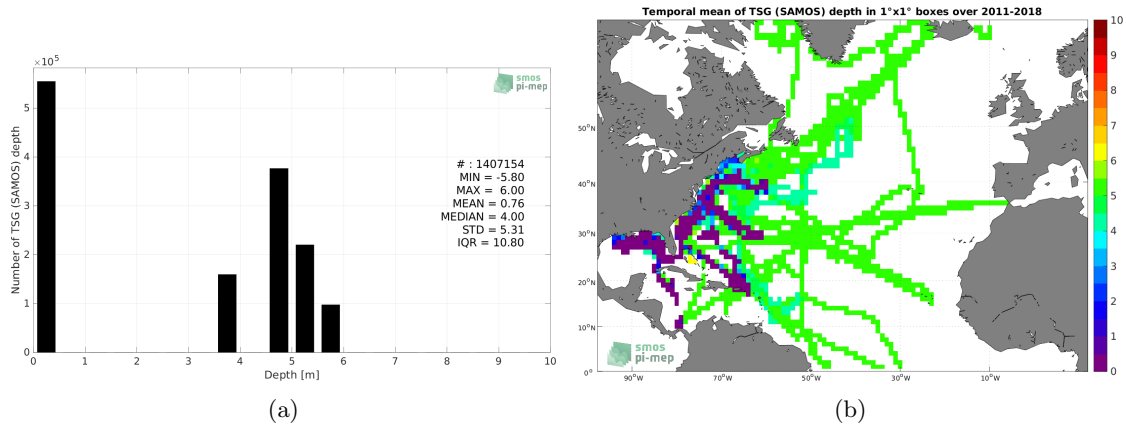 ×10⁵
smos
pi-mep
Number of TSG (SAMOS) depth
5
4
3
2
1
0
# : 1407154
MIN = -5.80
MAX = 6.00
MEAN = 0.76
MEDIAN = 4.00
STD = 5.31
IQR = 10.80
0 1 2 3 4 5 6 7 8 9 10
Depth [m]
(a)
Temporal mean of TSG (SAMOS) depth in 1°x1° boxes over 2011-2018
50°N
40°N
30°N
20°N
10°N
0°
90°W 70°W 50°W 30°W 10°W
smos
pi-mep
10
9
8
7
6
5
4
3
2
1
0
(b)